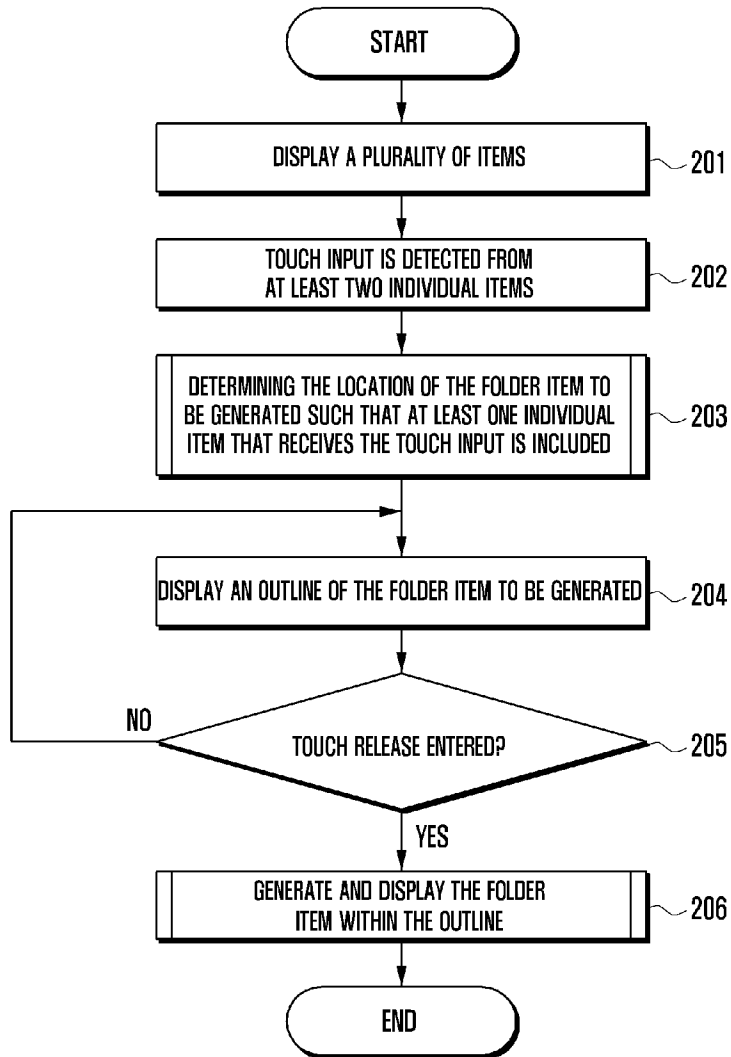 START
DISPLAY A PLURALITY OF ITEMS
201
TOUCH INPUT IS DETECTED FROM
AT LEAST TWO INDIVIDUAL ITEMS
202
DETERMINING THE LOCATION OF THE FOLDER ITEM TO
BE GENERATED SUCH THAT AT LEAST ONE INDIVIDUAL
ITEM THAT RECEIVES THE TOUCH INPUT IS INCLUDED
203
DISPLAY AN OUTLINE OF THE FOLDER ITEM TO BE GENERATED
204
NO
TOUCH RELEASE ENTERED?
205
YES
GENERATE AND DISPLAY THE FOLDER
ITEM WITHIN THE OUTLINE
206
END